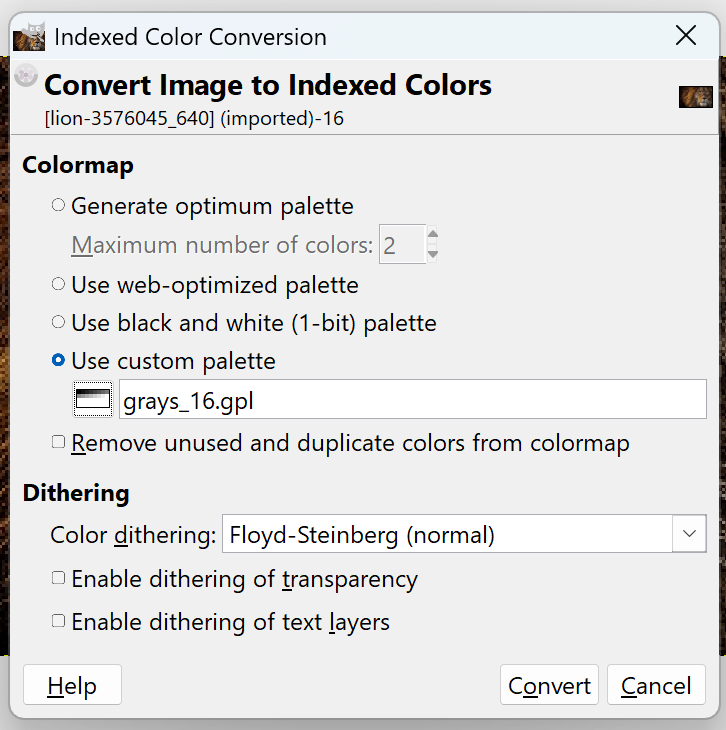 Indexed Color Conversion
Convert Image to Indexed Colors
[lion-3576045_640] (imported)-16
Colormap
Generate optimum palette
Maximum number of colors: 2
Use web-optimized palette
Use black and white (1-bit) palette
Use custom palette
grays_16.gpl
Remove unused and duplicate colors from colormap
Dithering
Color dithering: Floyd-Steinberg (normal)
Enable dithering of transparency
Enable dithering of text layers
Help Convert Cancel